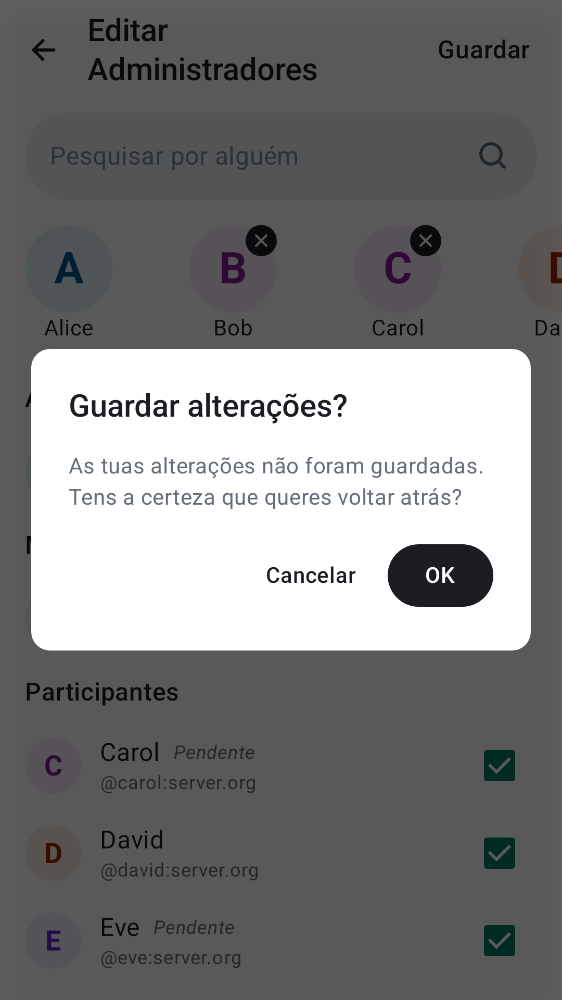 Editar
Administradores
Guardar
Pesquisar por alguém
A
B
C
Alice
Bob
Carol
Da
Guardar alterações?
As tuas alterações não foram guardadas.
Tens a certeza que queres voltar atrás?
Cancelar
OK
Participantes
C
Carol Pendente
@carol:server.org
D
David
@david:server.org
E
Eve Pendente
@eve:server.org